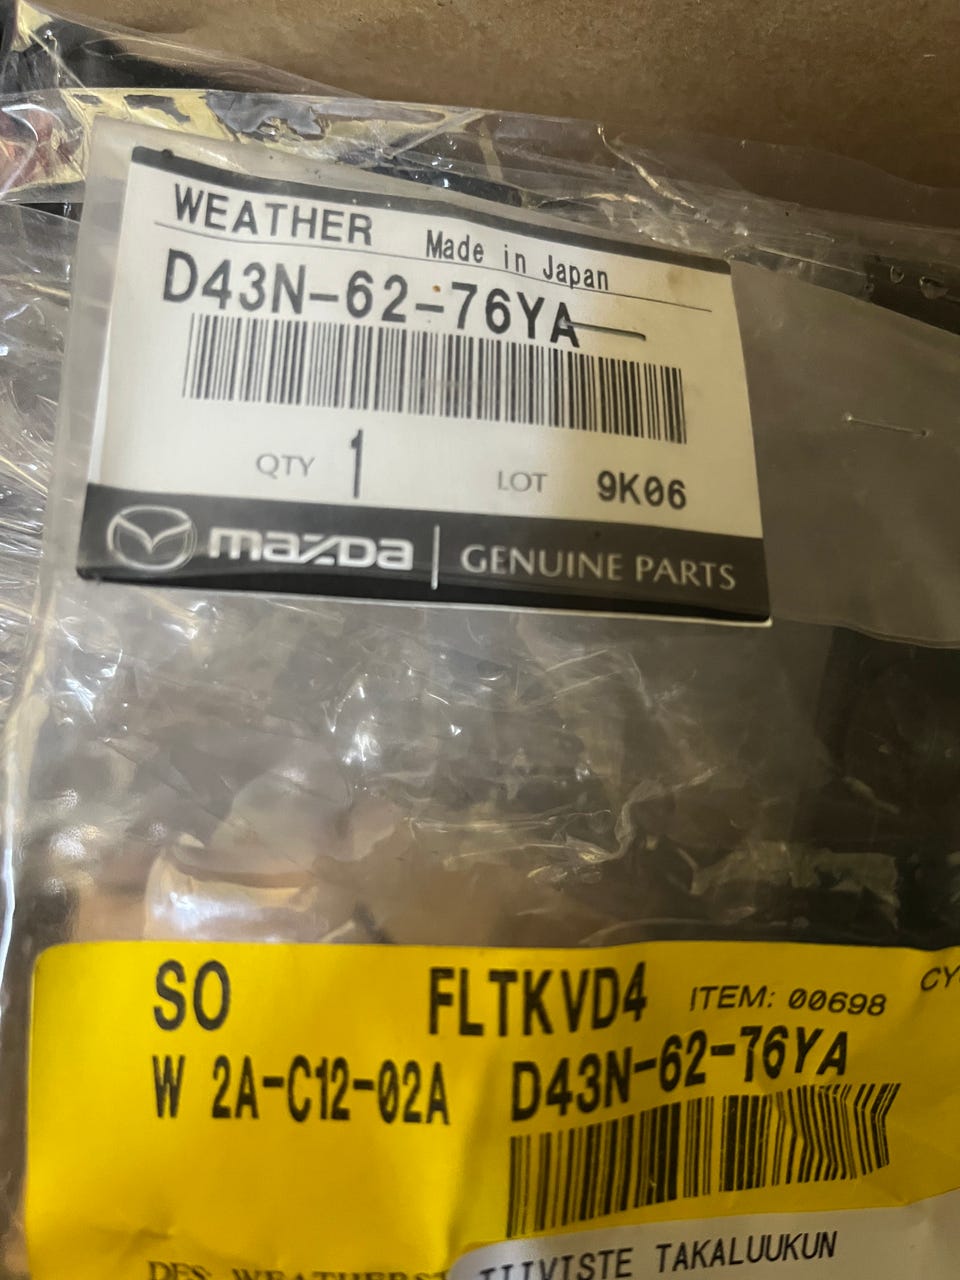 WEATHER Made in Japan
D43N-62-76YA
QTY 1 LOT 9K06
mazda GENUINE PARTS
SO FLTKVD4 ITEM: 00698
W 2A-C12-02A D43N-62-76YA
TIIVISTE TAKALUUKUN